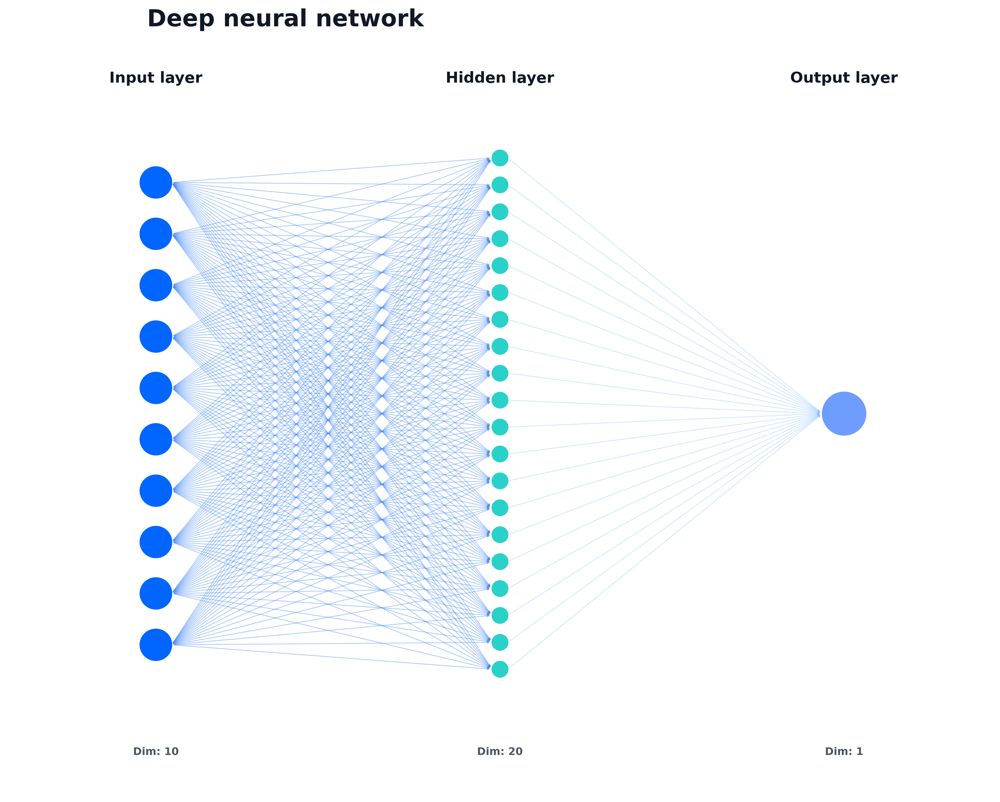 Deep neural network
Input layer
Hidden layer
Output layer
Dim: 10
Dim: 20
Dim: 1